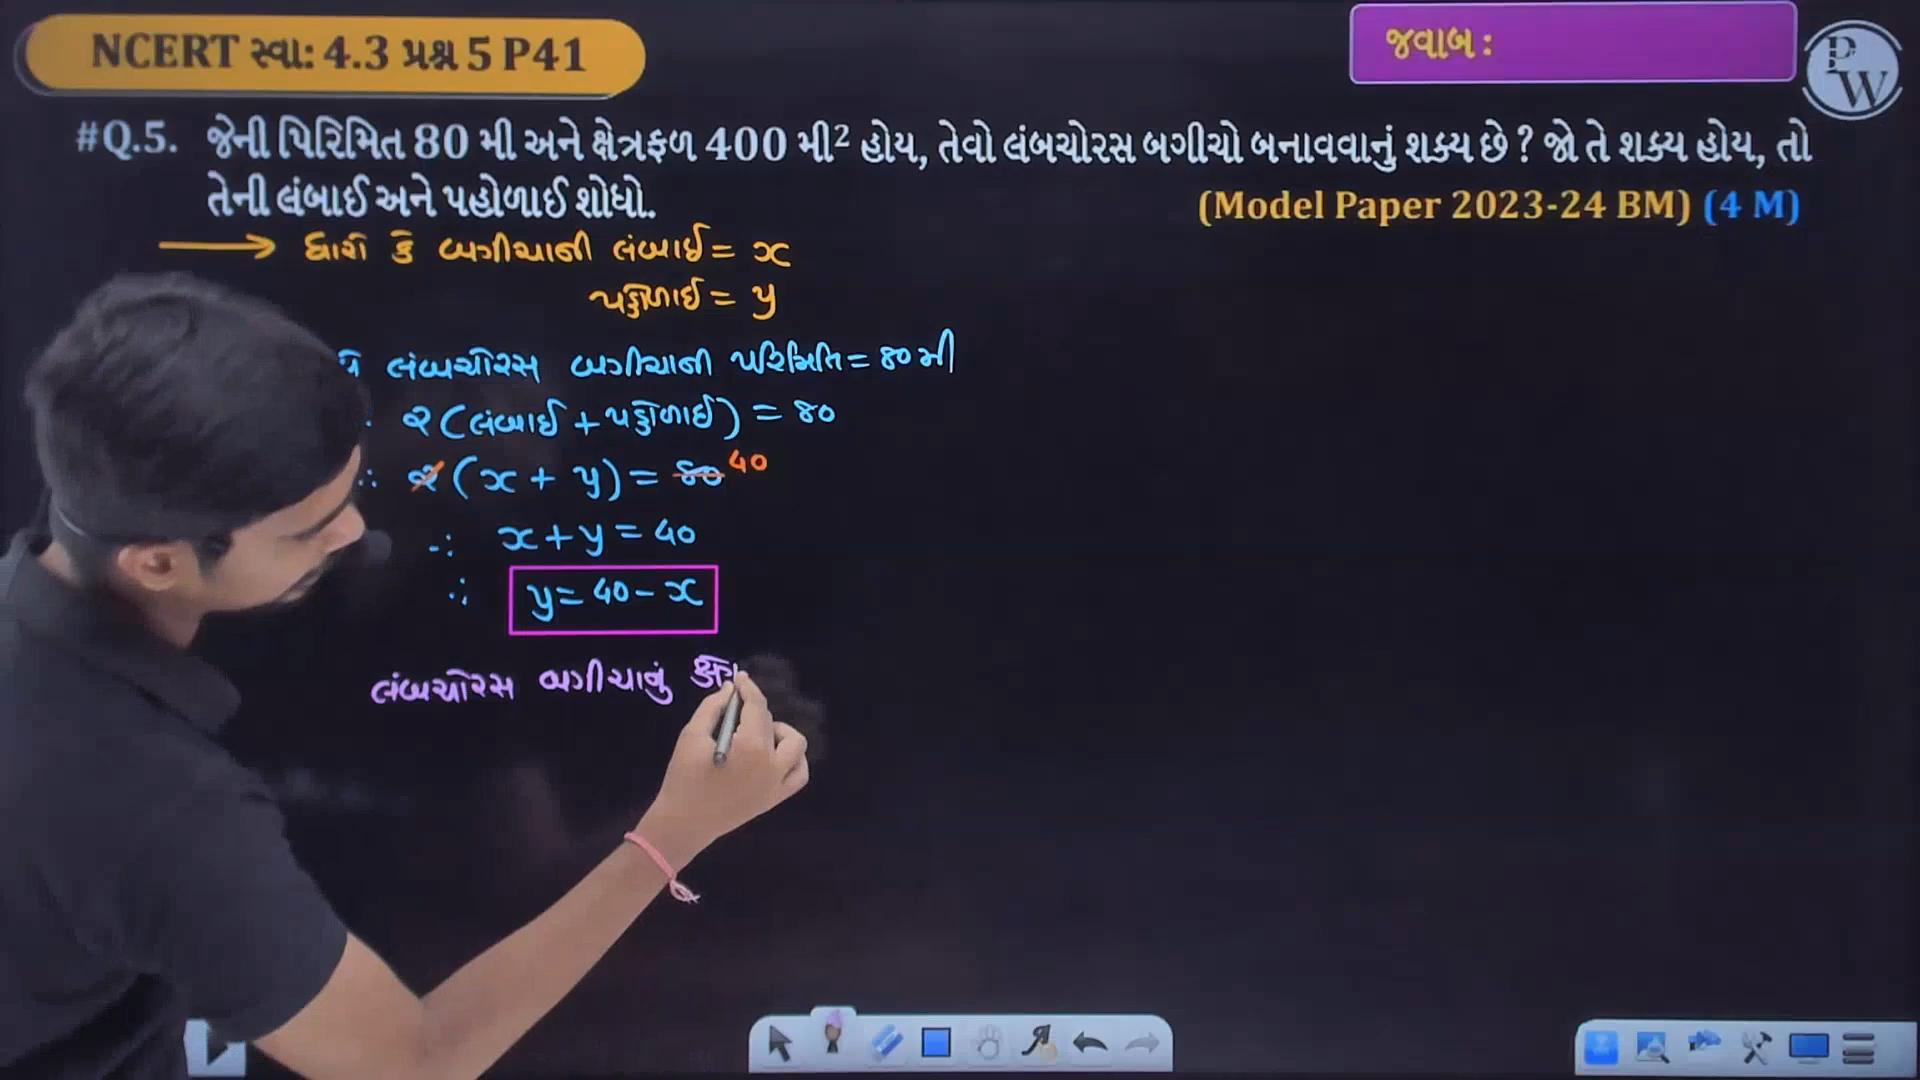 NCERT સ્વા: 4.3 પ્રશ્ન 5 P41
જવાબ :
PW
#Q.5. જેની પિરિમિત 80 મી અને ક્ષેત્રફળ 400 મી² હોય, તેવો લંબચોરસ બગીચો બનાવવાનું શક્ય છે ? જો તે શક્ય હોય, તો
તેની લંબાઈ અને પહોળાઈ શોધો.
(Model Paper 2023-24 BM) (4 M)
ધારો કે બગીચાની લંબાઈ = x
પહોળાઈ = y
લંબચોરસ બગીચાની પરિમિતિ = 80 મી
2 (લંબાઈ + પહોળાઈ) = 80
∴ 2 (x + y) = 80 40
∴ x + y = 40
∴ y = 40 - x
લંબચોરસ બગીચાનું